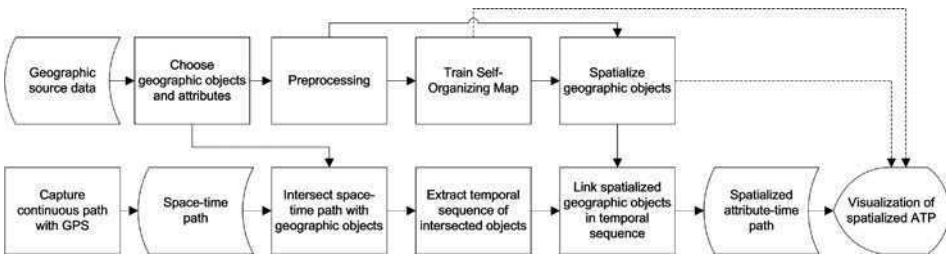 Geographic
source data
Choose
geographic objects
and attributes
Preprocessing
Train Self-
Organizing Map
Spatialize
geographic objects
Capture
continuous path
with GPS
Space-time
path
Intersect space-
time path with
geographic objects
Extract temporal
sequence of
intersected objects
Link spatialized
geographic objects
in temporal
sequence
Spatialized
attribute-time
path
Visualization of
spatialized ATP